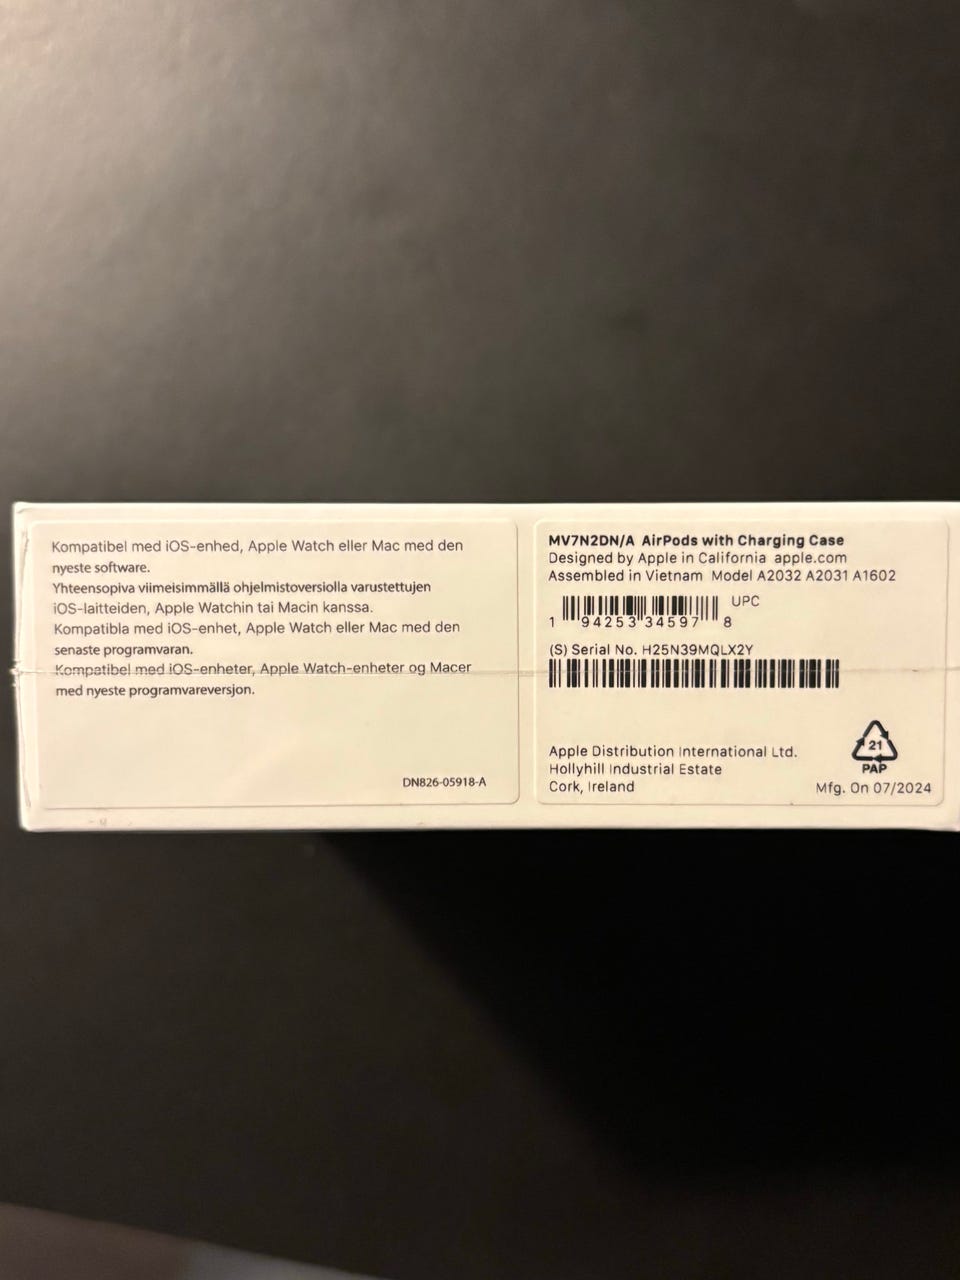 Kompatibel med iOS-enhed, Apple Watch eller Mac med den
nyeste software.
Yhteensopiva viimeisimmällä ohjelmistoversiolla varustettujen
iOS-laitteiden, Apple Watchin tai Macin kanssa.
Kompatibla med iOS-enhet, Apple Watch eller Mac med den
senaste programvaran.
Kompatibel med iOS-enheter, Apple Watch-enheter og Macer
med nyeste programvareversjon.
DN826-05918-A
MV7N2DN/A AirPods with Charging Case
Designed by Apple in California apple.com
Assembled in Vietnam Model A2032 A2031 A1602
UPC
1 94253 34597 8
(S) Serial No. H25N39MQLX2Y
Apple Distribution International Ltd.
Hollyhill Industrial Estate
Cork, Ireland
21
PAP
Mfg. On 07/2024